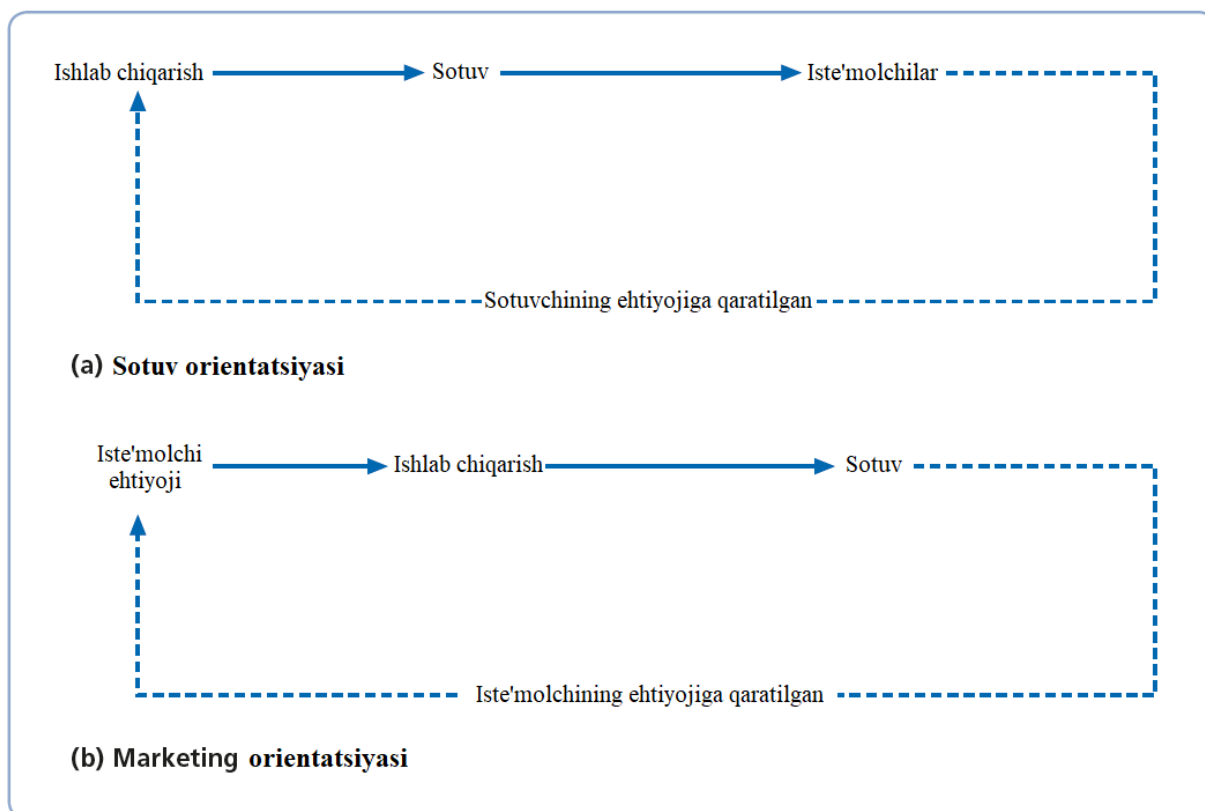 Ishlab chiqarish Sotuv Iste'molchilar
Sotuvchining ehtiyojiga qaratilgan
(a) Sotuv orientatsiyasi
Iste'molchi
ehtiyoji
Ishlab chiqarish Sotuv
Iste'molchining ehtiyojiga qaratilgan
(b) Marketing orientatsiyasi